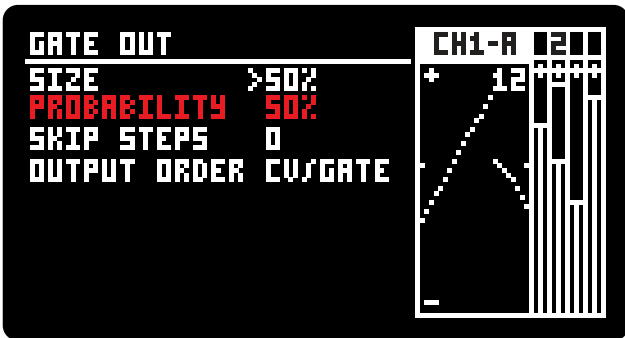 GATE OUT
SIZE >50%
PROBABILITY 50%
SKIP STEPS 0
OUTPUT ORDER CV/GATE
CH1-A 2
+ 12
-